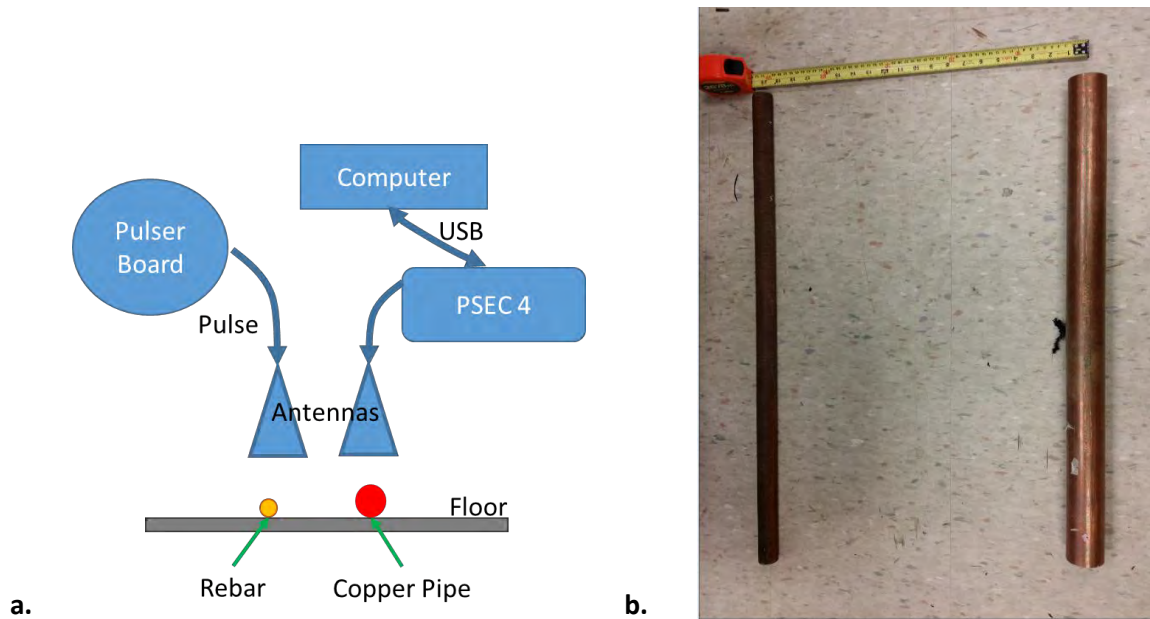 Computer
Pulser
Board
USB
PSEC 4
Pulse
Antennas
Floor
Rebar
Copper Pipe
a.
b.